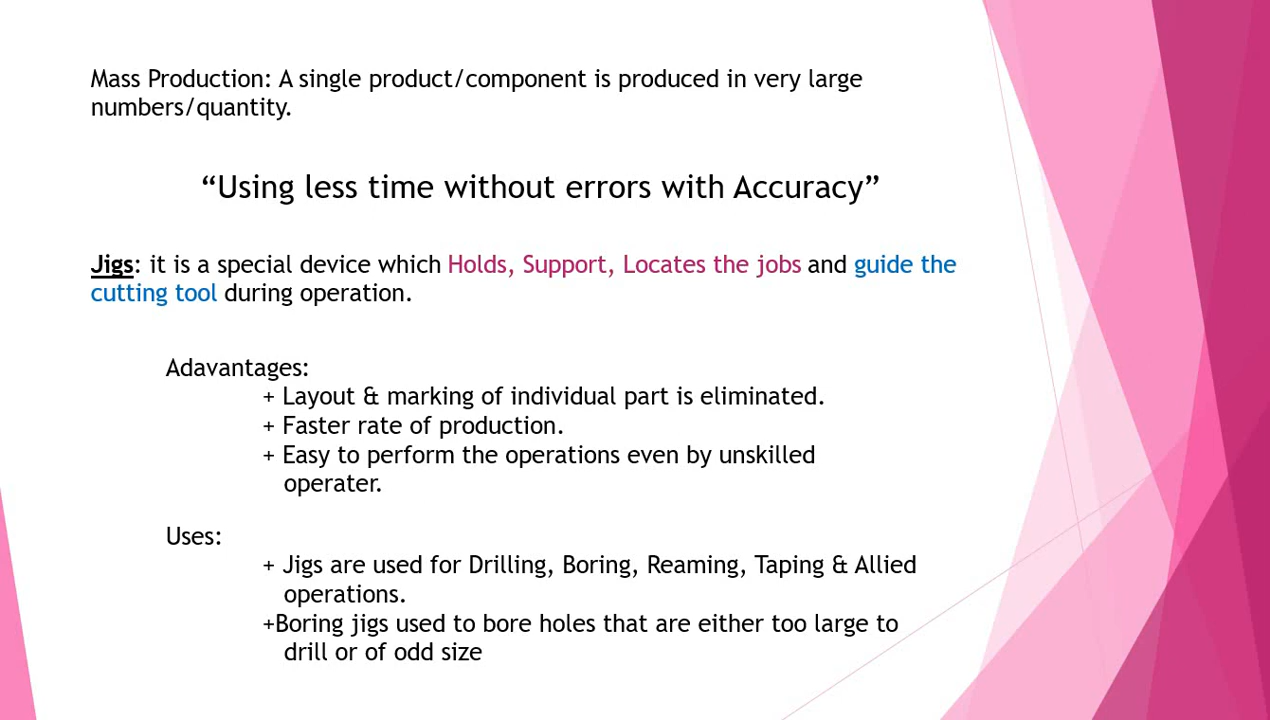 Mass Production: A single product/component is produced in very large
numbers/quantity.
“Using less time without errors with Accuracy”
Jigs: it is a special device which Holds, Support, Locates the jobs and guide the
cutting tool during operation.
Adavantages:
+ Layout & marking of individual part is eliminated.
+ Faster rate of production.
+ Easy to perform the operations even by unskilled
operater.
Uses:
+ Jigs are used for Drilling, Boring, Reaming, Taping & Allied
operations.
+Boring jigs used to bore holes that are either too large to
drill or of odd size